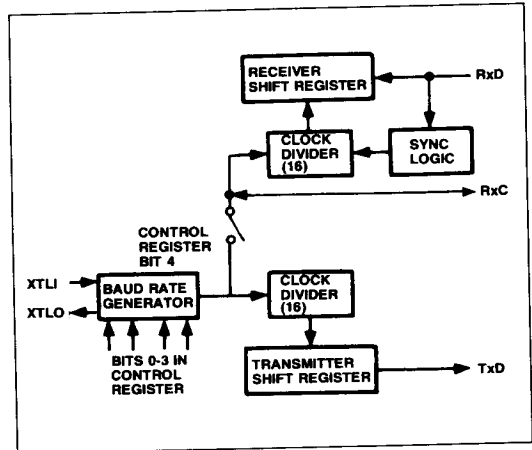 RECEIVER
SHIFT REGISTER
RxD
CLOCK
DIVIDER
(16)
SYNC
LOGIC
RxC
CONTROL
REGISTER
BIT 4
XTLI
XTLO
BAUD RATE
GENERATOR
CLOCK
DIVIDER
(16)
BITS 0-3 IN
CONTROL
REGISTER
TRANSMITTER
SHIFT REGISTER
TxD